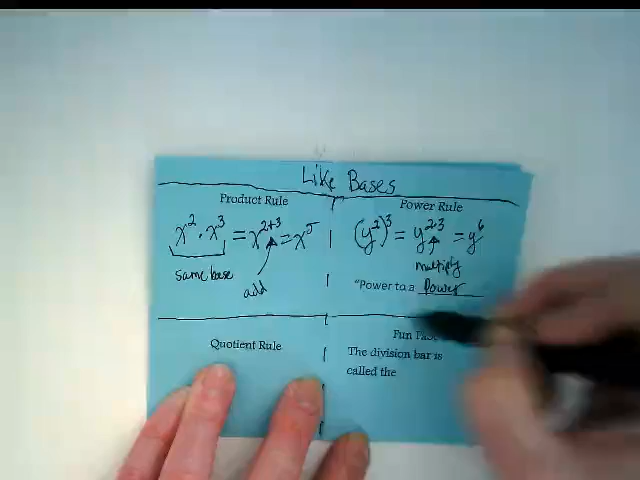 Like Bases
Product Rule
x² · x³ = x²⁺³ = x⁵
same base
add
Power Rule
(y²)³ = y²·³ = y⁶
multiply
"Power to a Power
Quotient Rule
Fun
The division bar is
called the